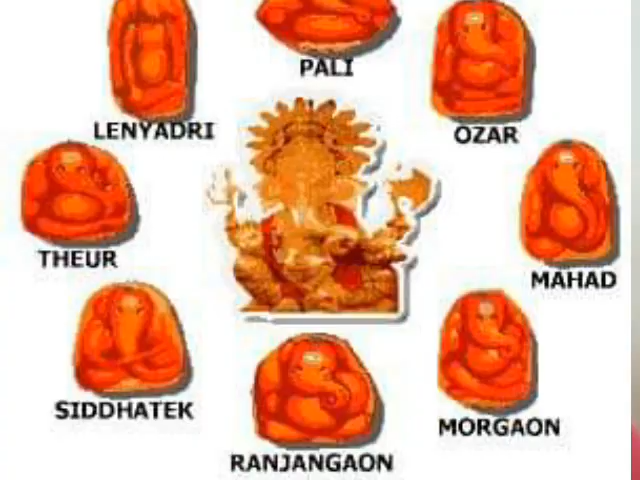 PALI
LENYADRI
OZAR
THEUR
MAHAD
SIDDHATEK
MORGAON
RANJANGAON